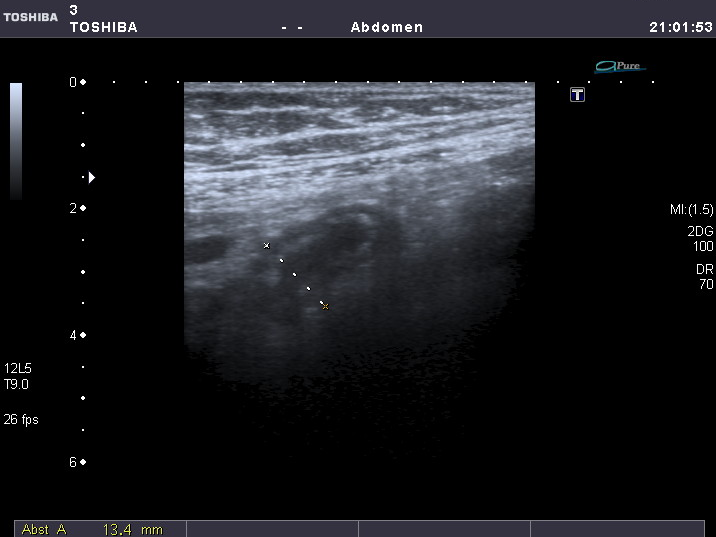 TOSHIBA
3
TOSHIBA - - Abdomen 21:01:53
aPure
T
0
2
4
6
MI:(1.5)
2DG
100
DR
70
12L5
T9.0
26 fps
Abst A 13.4 mm